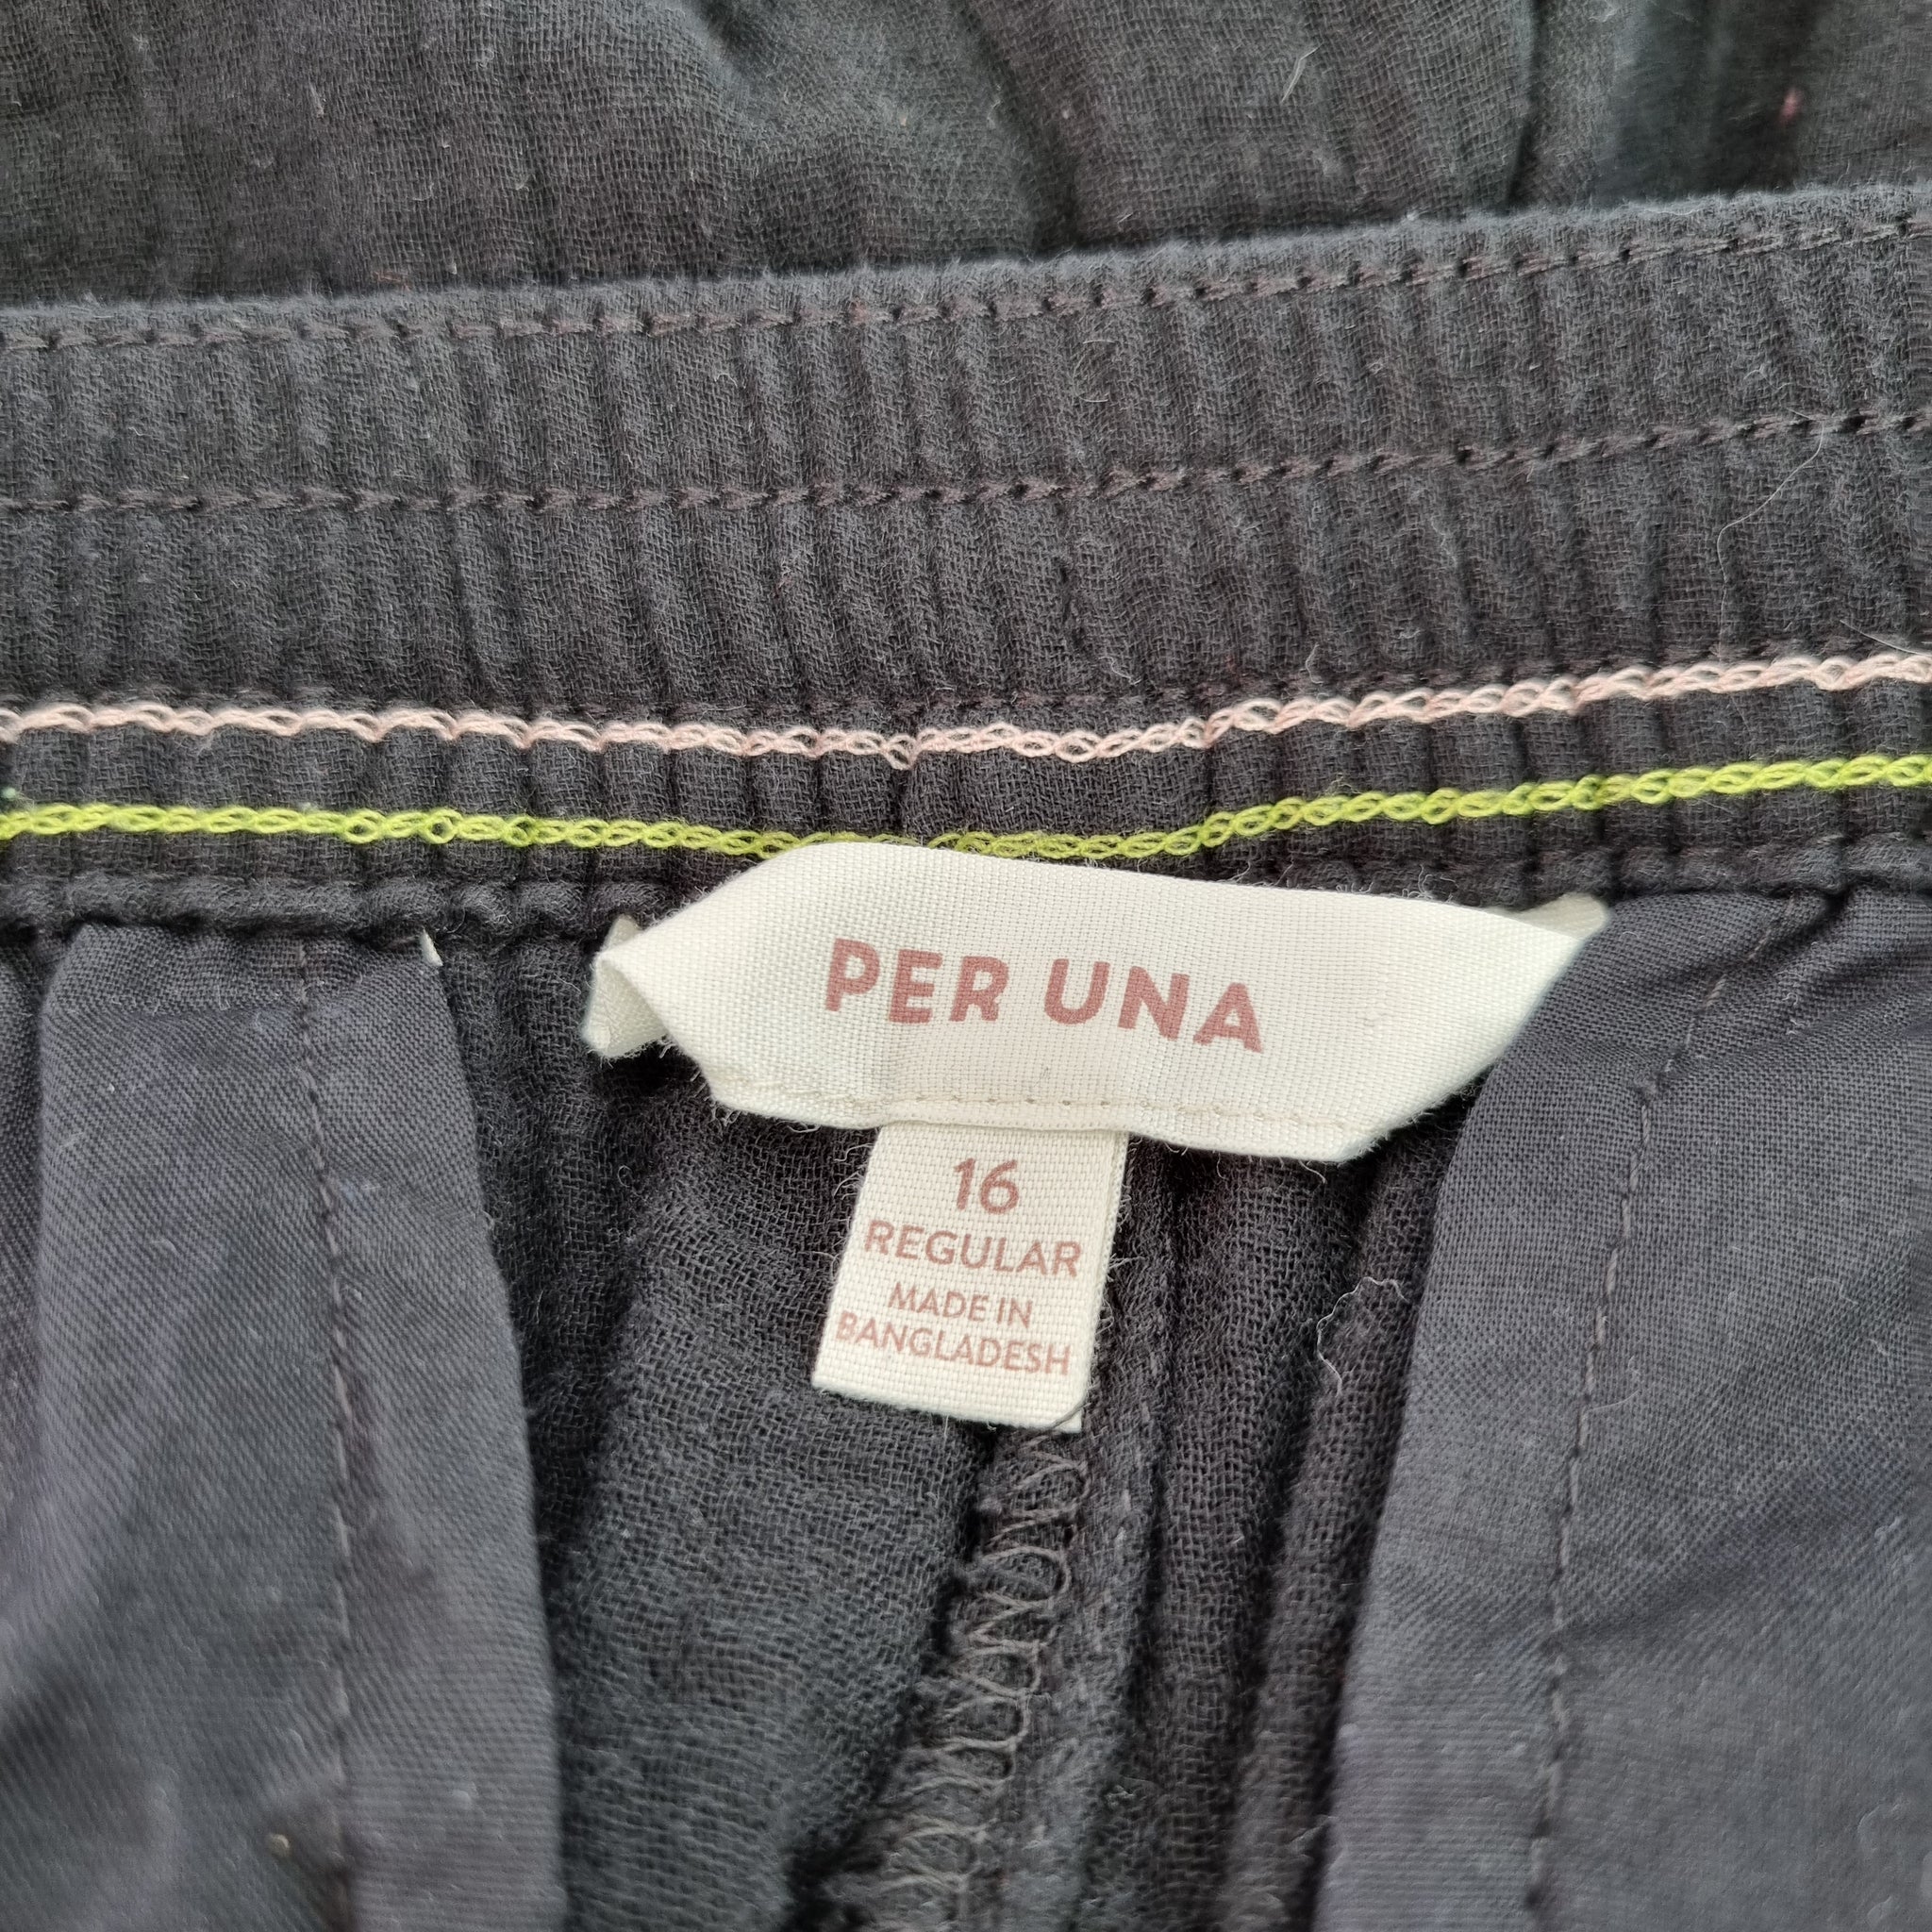 PER UNA
16
REGULAR
MADE IN
BANGLADESH